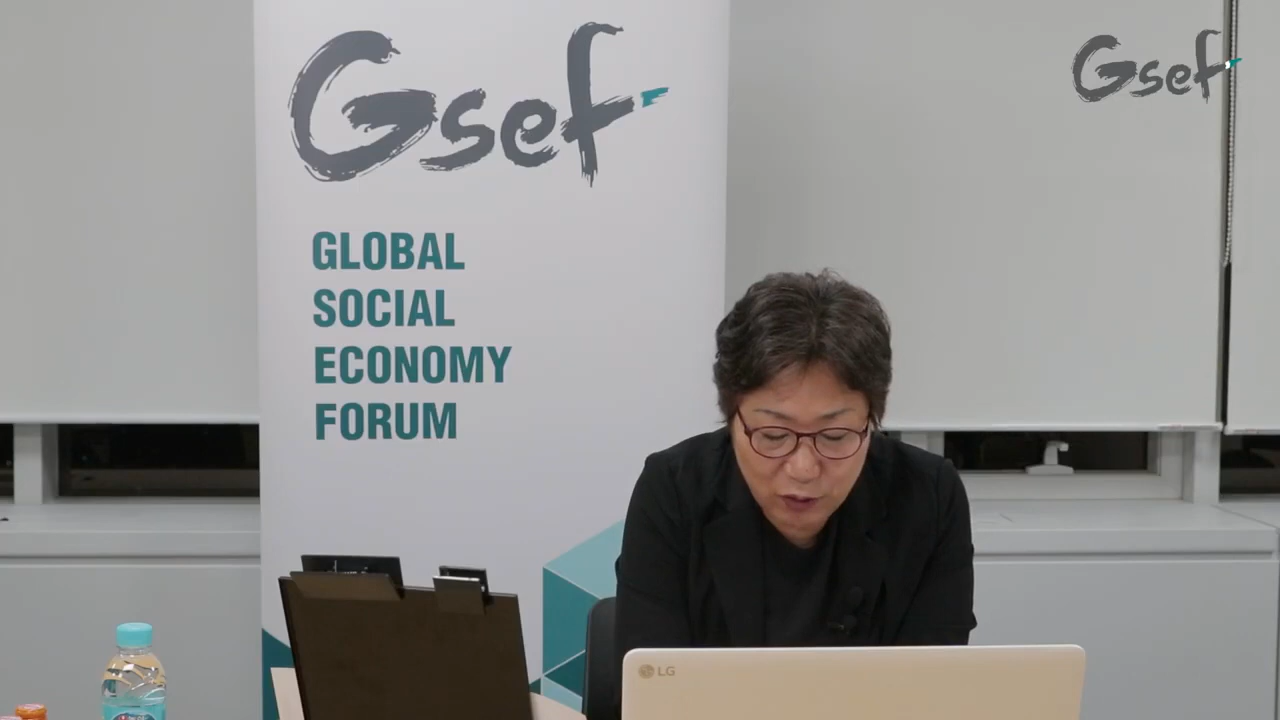 Gsef
Gsef
GLOBAL
SOCIAL
ECONOMY
FORUM
LG